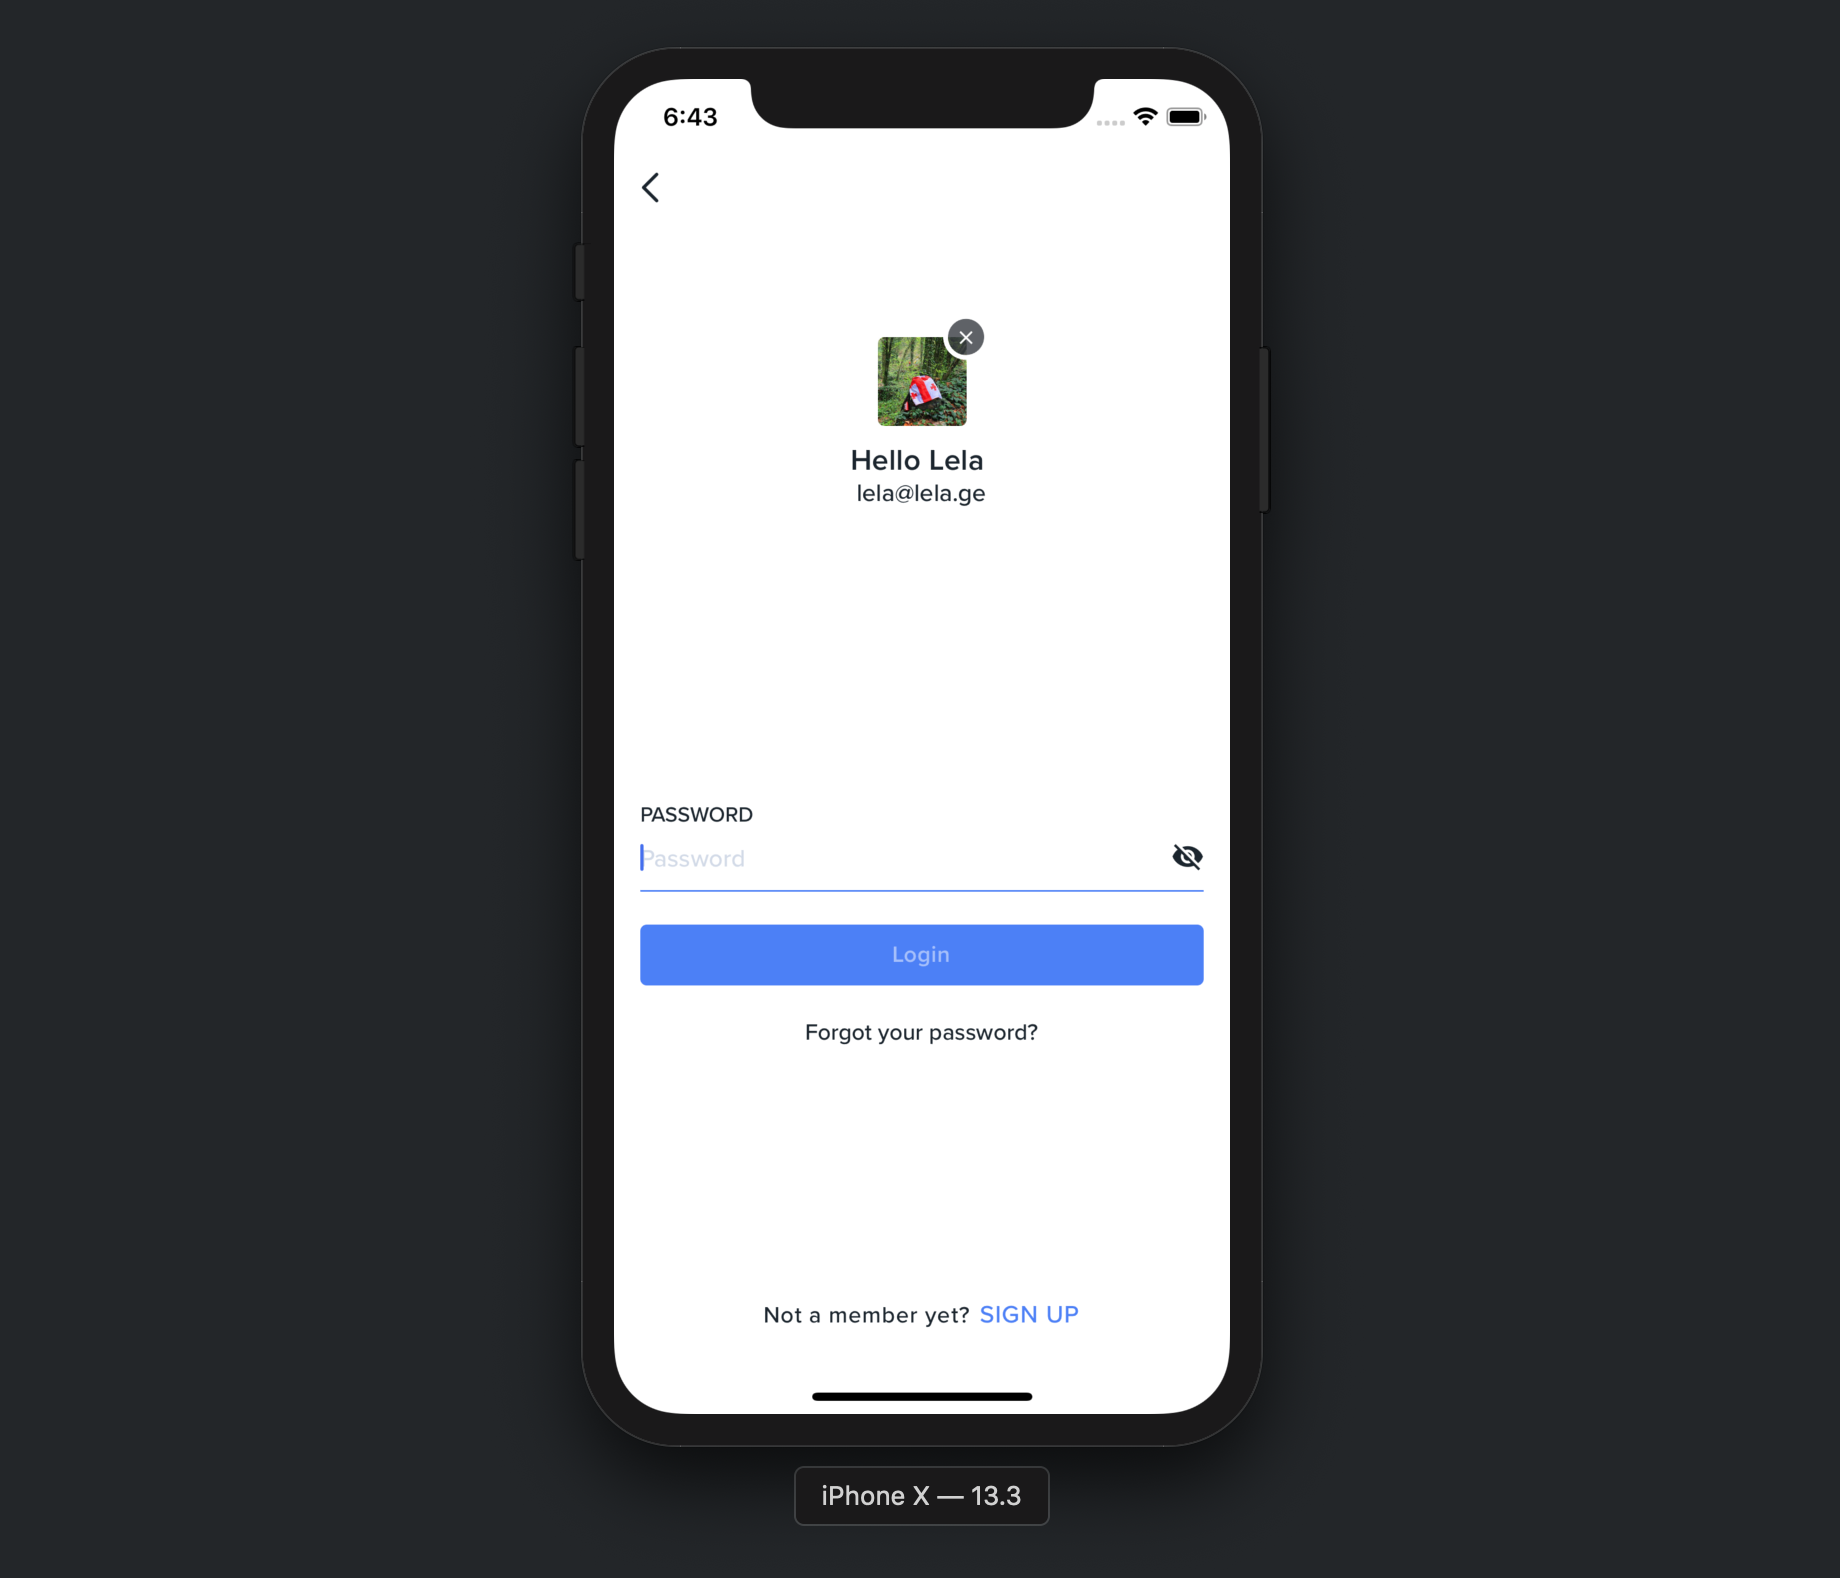 6:43
Hello Lela
lela@lela.ge
PASSWORD
Password
Login
Forgot your password?
Not a member yet? SIGN UP
iPhone X — 13.3